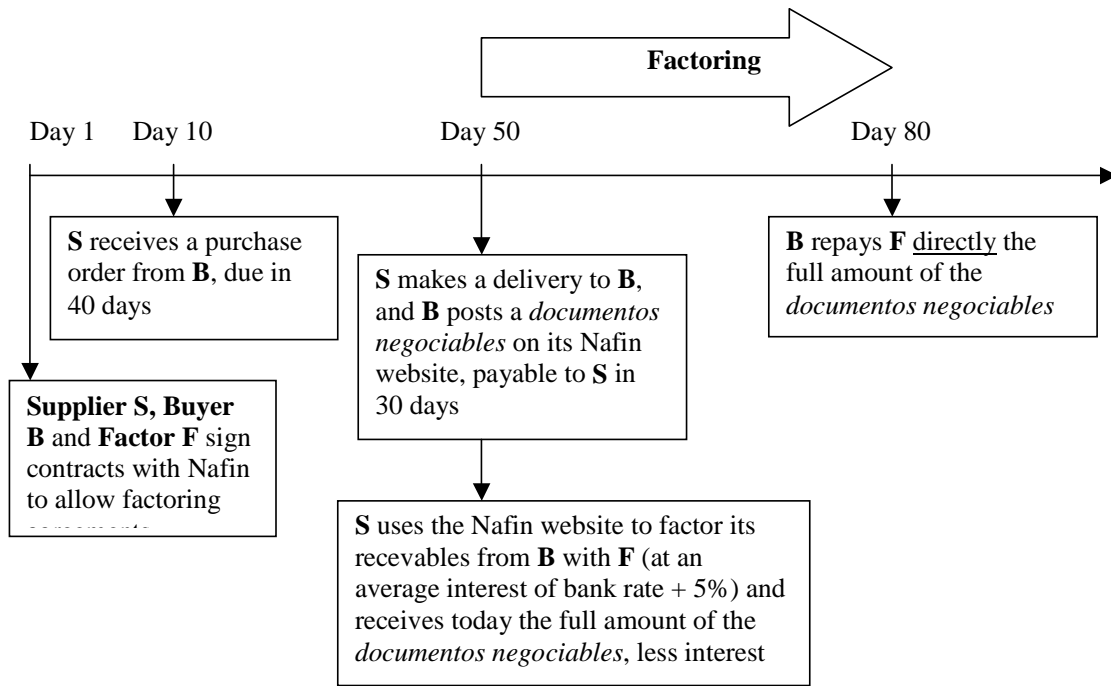 Factoring
Day 1
Day 10
Day 50
Day 80
S receives a purchase
order from B, due in
40 days
S makes a delivery to B,
and B posts a documentos
negociables on its Nafin
website, payable to S in
30 days
B repays F directly the
full amount of the
documentos negociables
Supplier S, Buyer
B and Factor F sign
contracts with Nafin
to allow factoring
S uses the Nafin website to factor its
recevables from B with F (at an
average interest of bank rate + 5%) and
receives today the full amount of the
documentos negociables, less interest